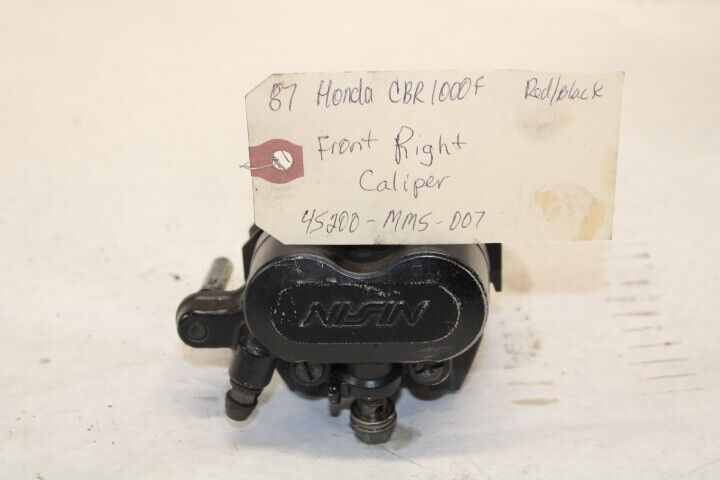 87 Honda CBR1000F Red/Black
Front Right
Caliper
45200-MM5-007
NISSIN